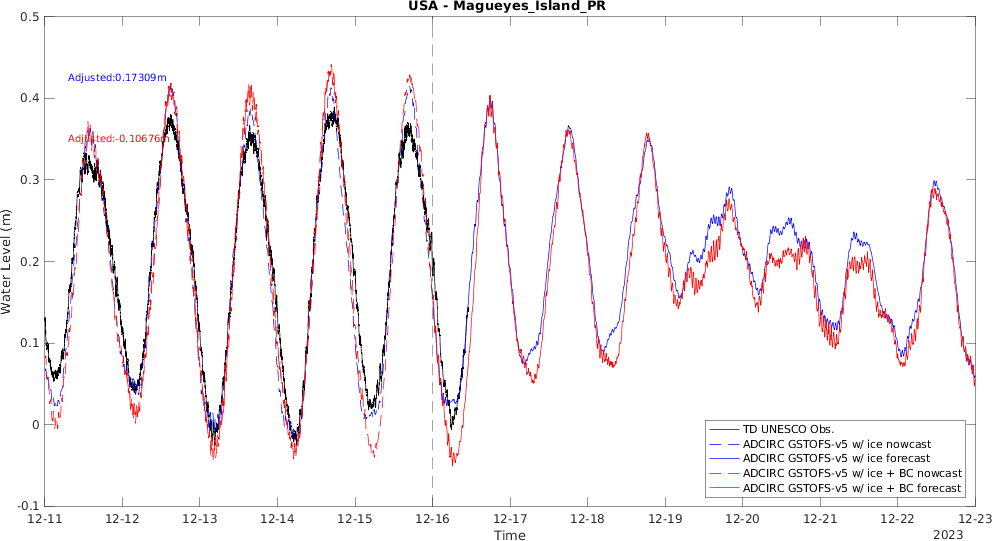 USA - Magueyes_Island_PR
0.5
0.4
0.3
0.2
0.1
0
-0.1
Water Level (m)
Adjusted:0.17309m
Adjusted:-0.10676m
TD UNESCO Obs.
ADCIRC GSTOFS-v5 w/ ice nowcast
ADCIRC GSTOFS-v5 w/ ice forecast
ADCIRC GSTOFS-v5 w/ ice + BC nowcast
ADCIRC GSTOFS-v5 w/ ice + BC forecast
12-11 12-12 12-13 12-14 12-15 12-16 12-17 12-18 12-19 12-20 12-21 12-22 12-23
Time
2023